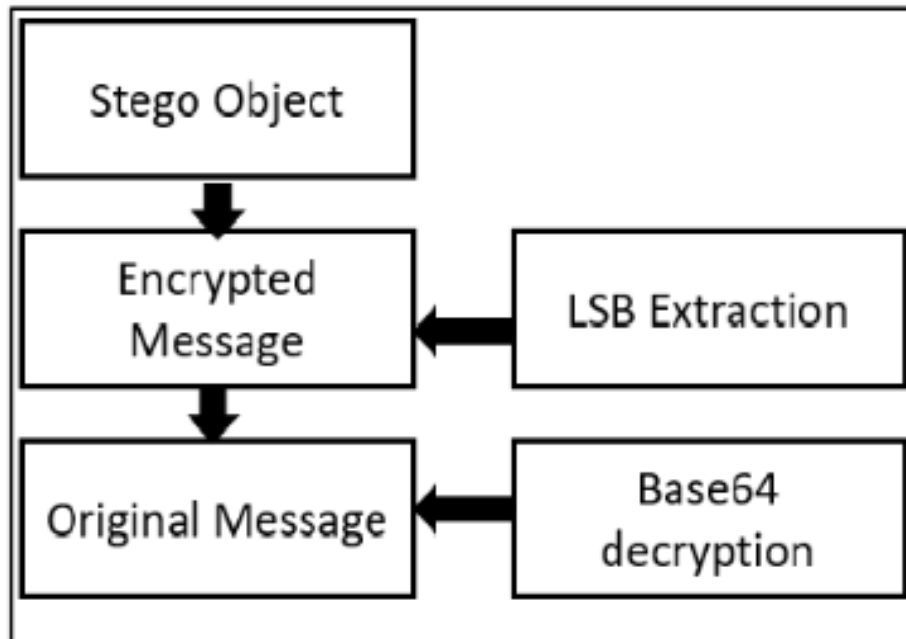 Stego Object
Encrypted
Message
LSB Extraction
Original Message
Base64
decryption